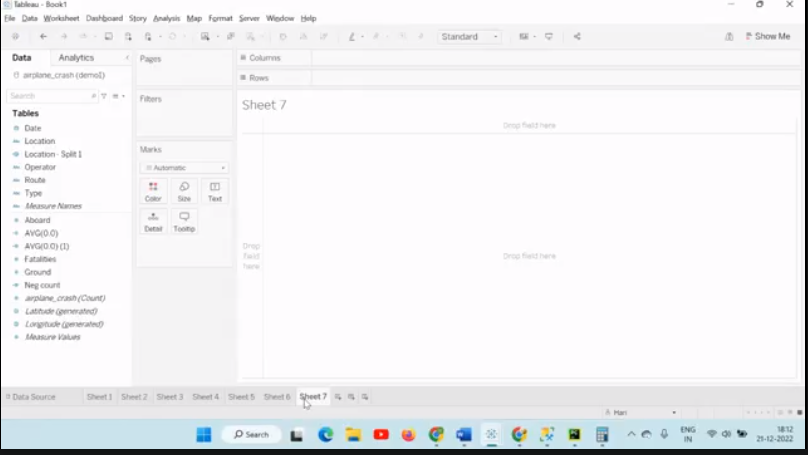 Tableau - Book1
File Data Worksheet Dashboard Story Analysis Map Format Server Window Help
Standard
Show Me
Data Analytics
airplane_crash (demo1)
Search
Tables
Date
Location
Location - Split 1
Operator
Route
Type
Measure Names
Aboard
AVG(0.0)
AVG(0.0) (1)
Fatalities
Ground
Neg count
airplane_crash (Count)
Latitude (generated)
Longitude (generated)
Measure Values
Pages
Filters
Marks
Automatic
Color Size Text
Detail Tooltip
Columns
Rows
Sheet 7
Drop field here
Drop
field
here
Drop field here
Data Source Sheet 1 Sheet 2 Sheet 3 Sheet 4 Sheet 5 Sheet 6 Sheet 7
Hari
Search
ENG
IN
18:12
21-12-2022